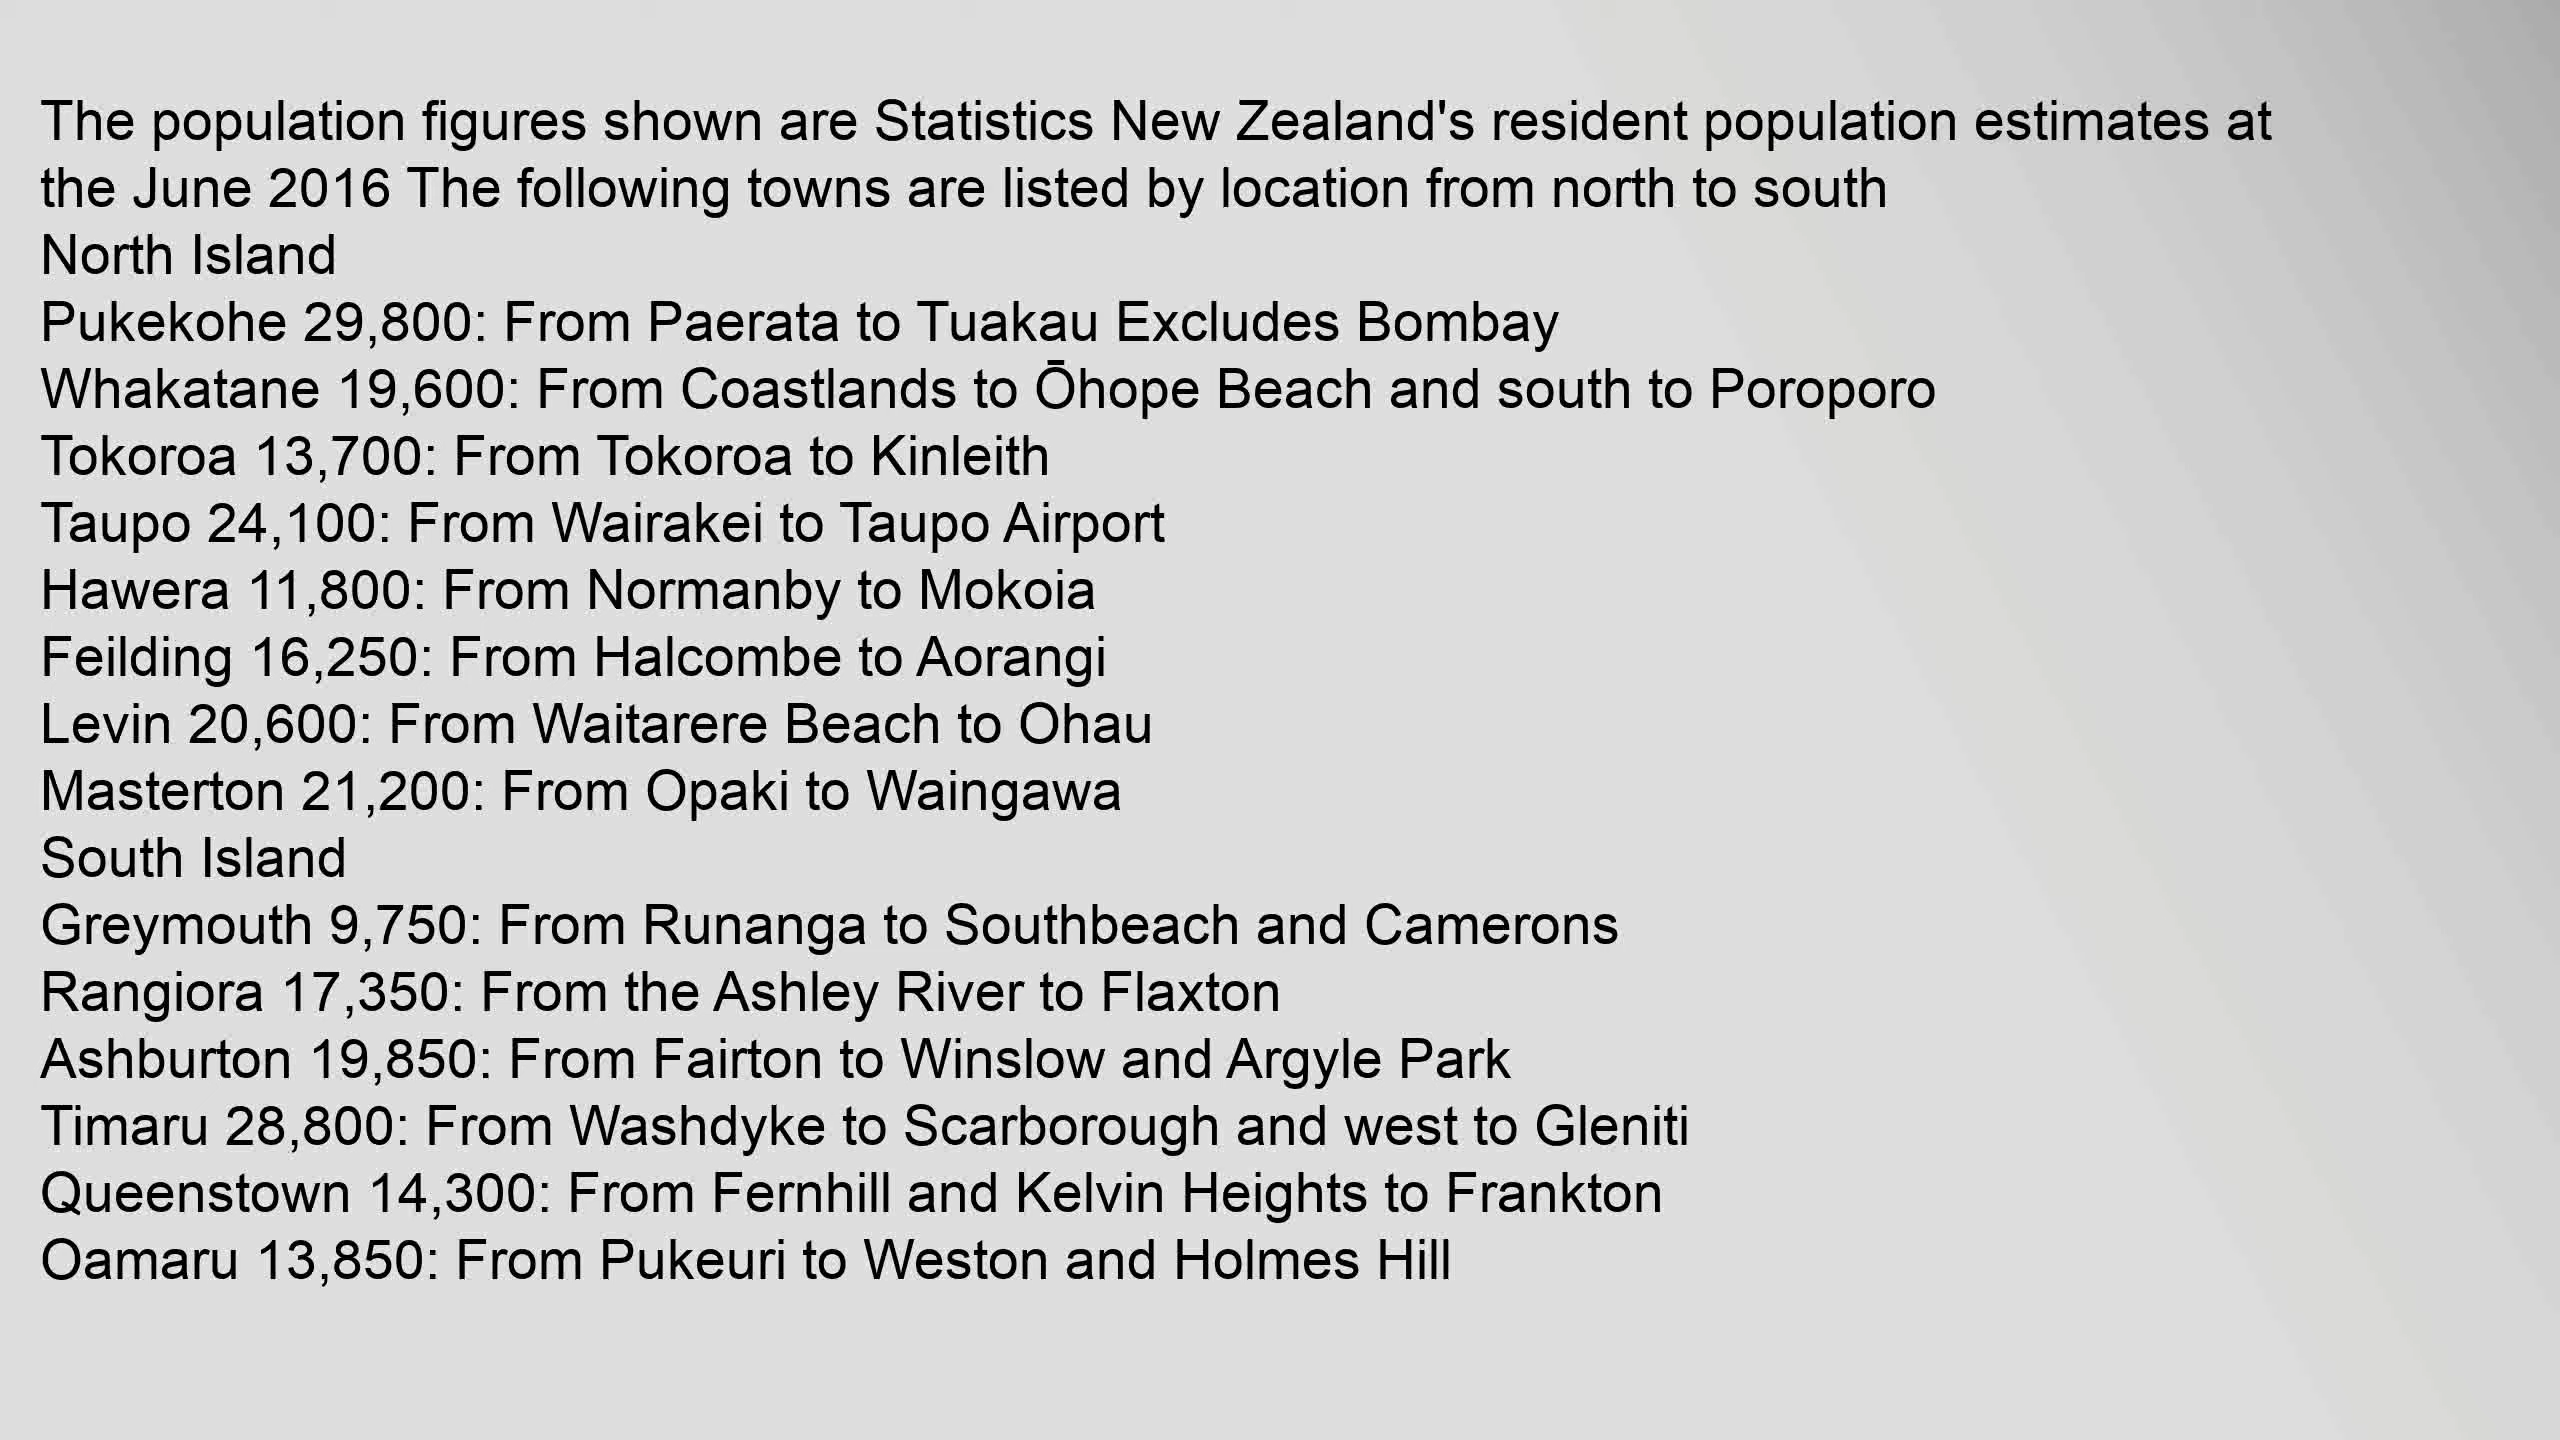 The population figures shown are Statistics New Zealand's resident population estimates at
the June 2016 The following towns are listed by location from north to south
North Island
Pukekohe 29,800: From Paerata to Tuakau Excludes Bombay
Whakatane 19,600: From Coastlands to Ōhope Beach and south to Poroporo
Tokoroa 13,700: From Tokoroa to Kinleith
Taupo 24,100: From Wairakei to Taupo Airport
Hawera 11,800: From Normanby to Mokoia
Feilding 16,250: From Halcombe to Aorangi
Levin 20,600: From Waitarere Beach to Ohau
Masterton 21,200: From Opaki to Waingawa
South Island
Greymouth 9,750: From Runanga to Southbeach and Camerons
Rangiora 17,350: From the Ashley River to Flaxton
Ashburton 19,850: From Fairton to Winslow and Argyle Park
Timaru 28,800: From Washdyke to Scarborough and west to Gleniti
Queenstown 14,300: From Fernhill and Kelvin Heights to Frankton
Oamaru 13,850: From Pukeuri to Weston and Holmes Hill